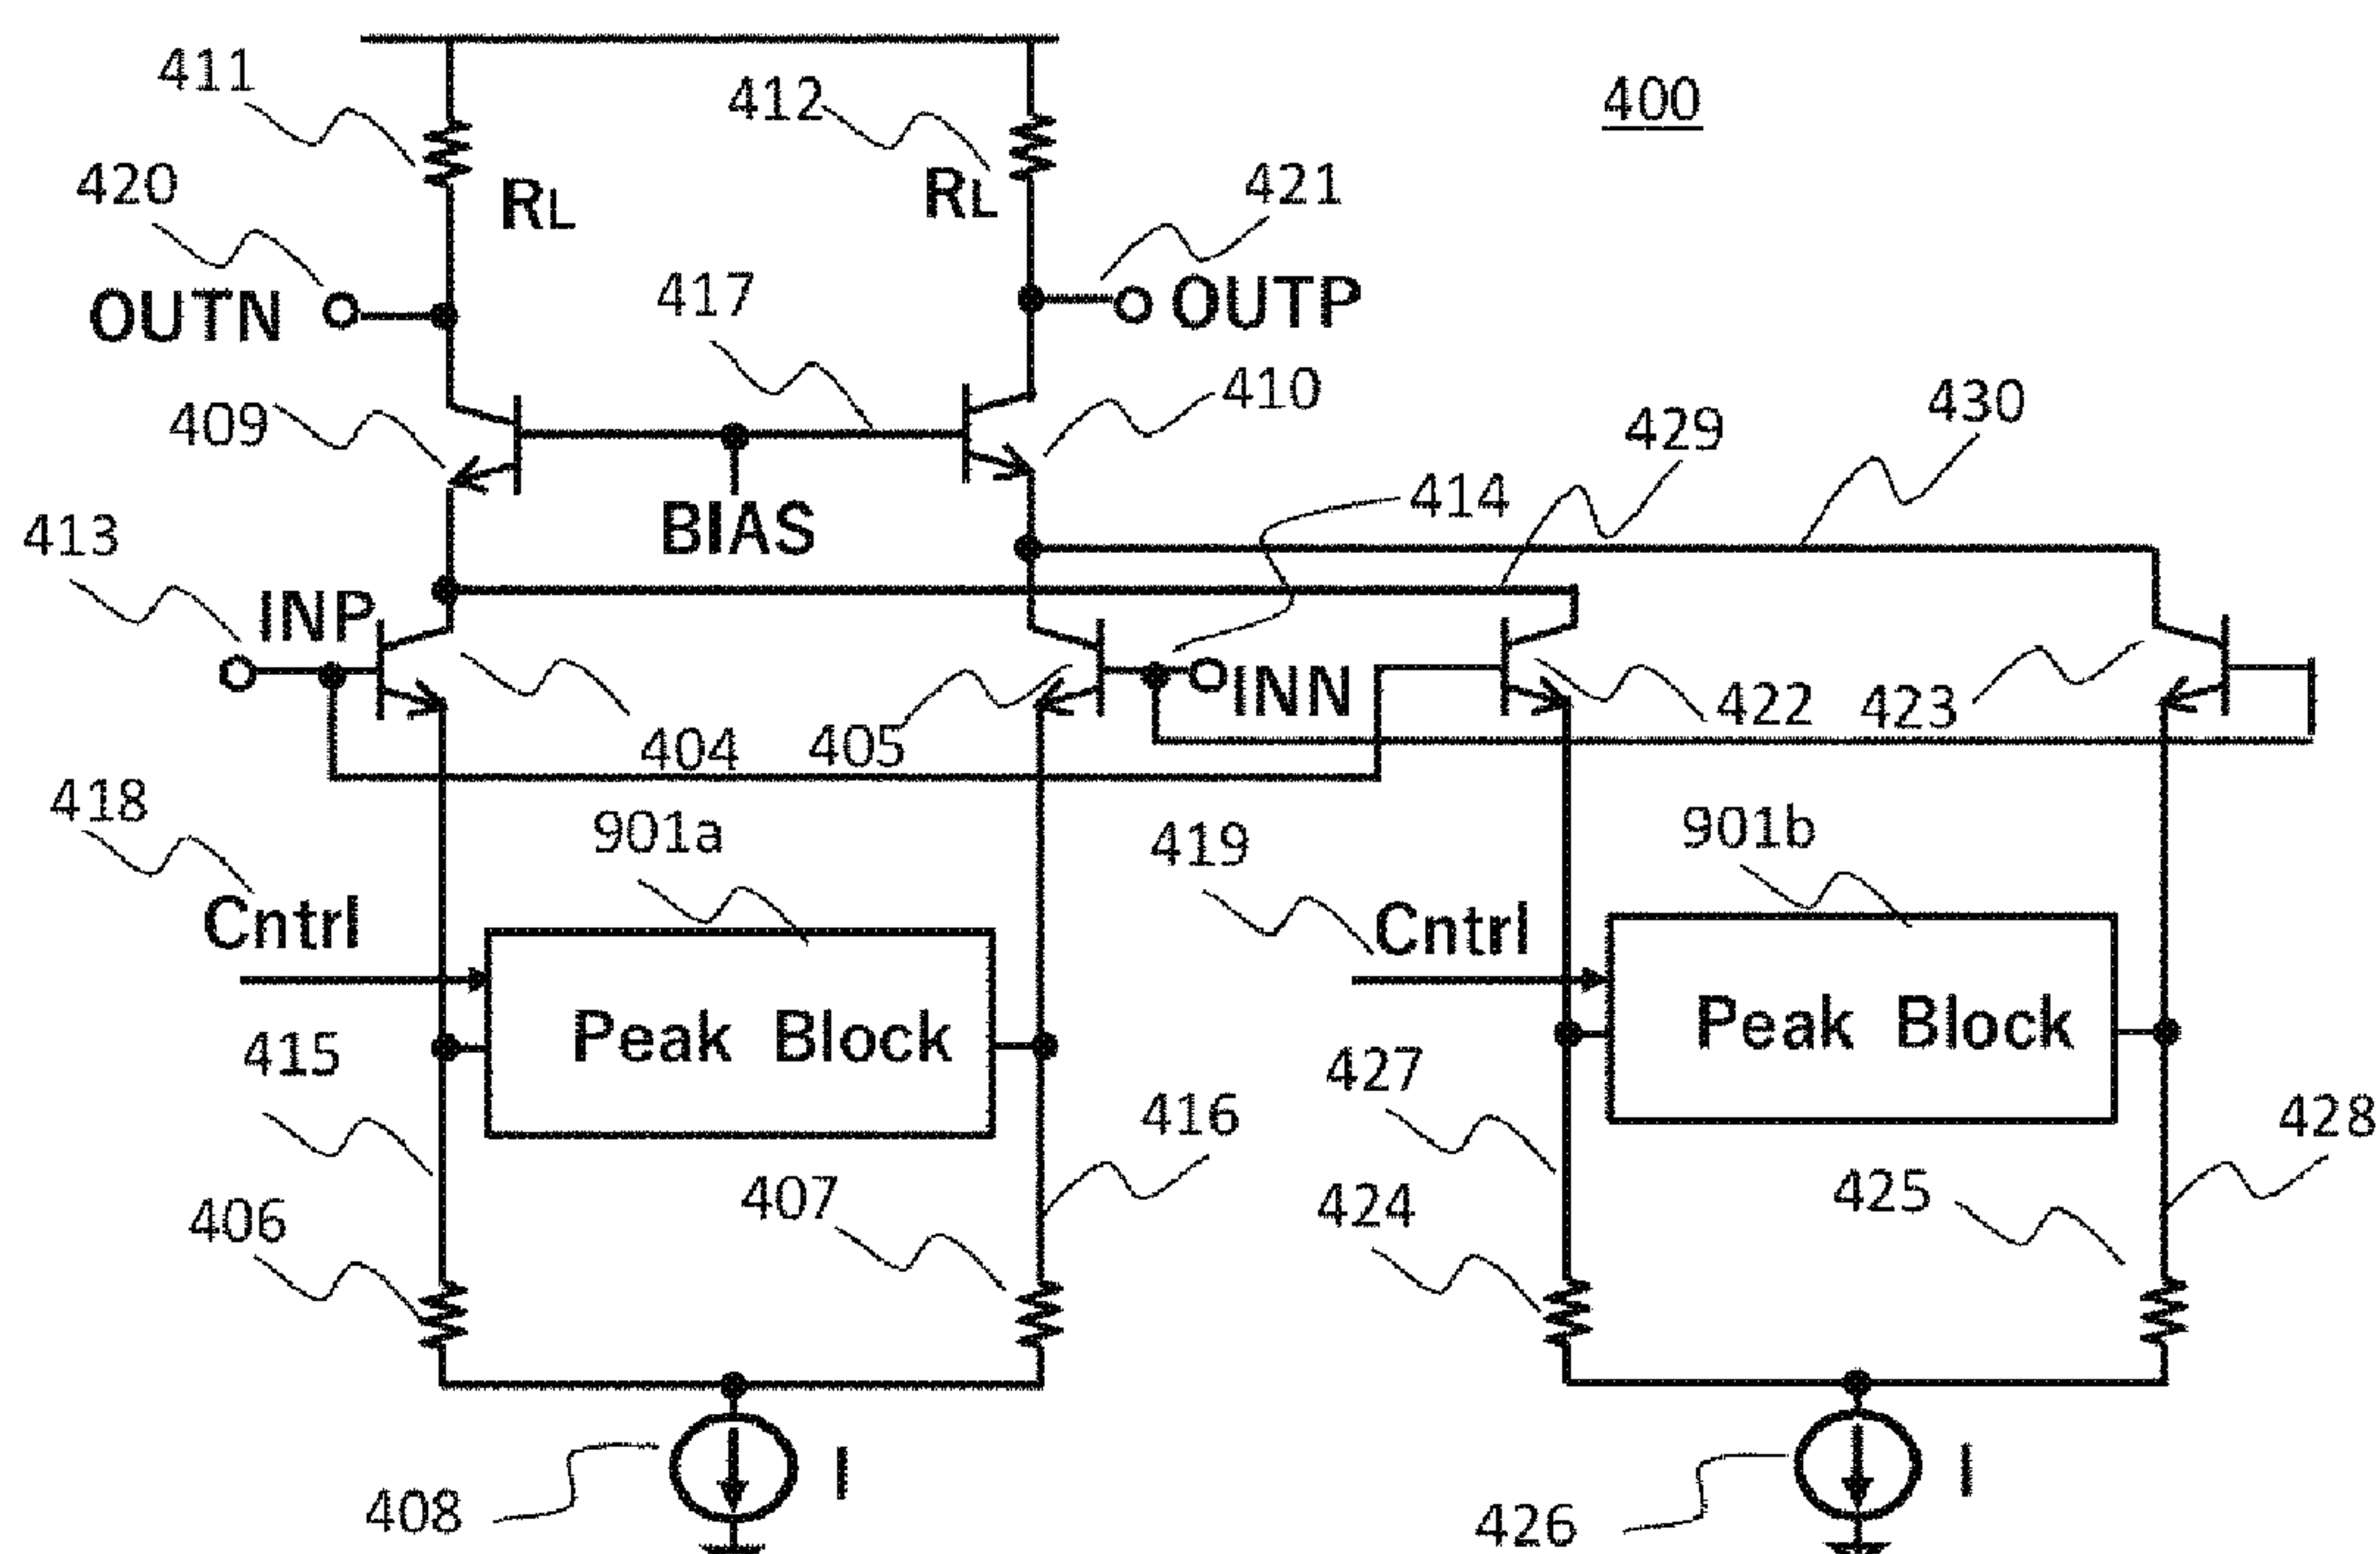 411
412
400
420
RL
RL
421
OUTN
417
OUTP
409
410
430
429
BIAS
414
413
INP
INN
404
405
422
423
418
901a
419
901b
Cntrl
Cntrl
Peak Block
Peak Block
415
427
416
428
406
407
424
425
408
I
426
I